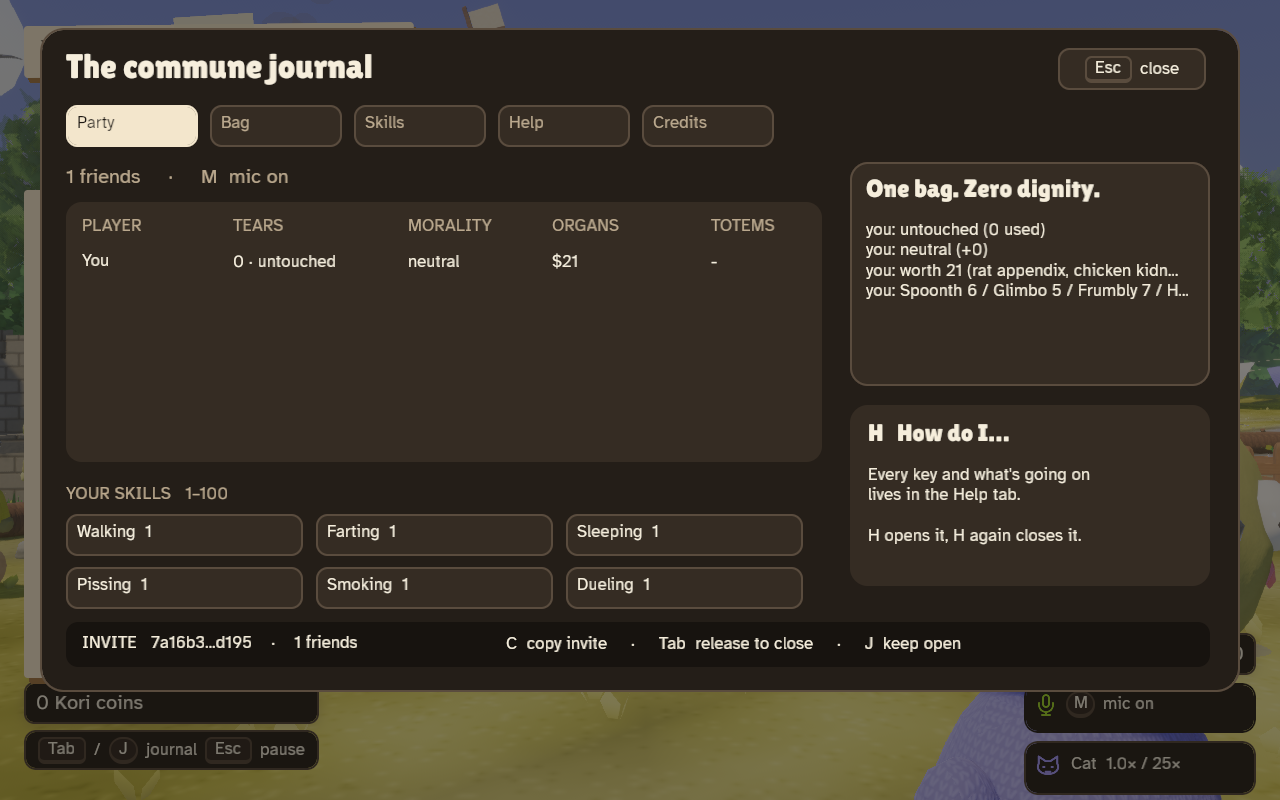 The commune journal
Esc close
Party
Bag
Skills
Help
Credits
1 friends · M mic on
PLAYER TEARS MORALITY ORGANS TOTEMS
You 0 · untouched neutral $21 -
One bag. Zero dignity.
you: untouched (0 used)
you: neutral (+0)
you: worth 21 (rat appendix, chicken kidn...
you: Spoonth 6 / Glimbo 5 / Frumbly 7 / H...
H How do I...
Every key and what's going on
lives in the Help tab.
H opens it, H again closes it.
YOUR SKILLS 1–100
Walking 1
Farting 1
Sleeping 1
Pissing 1
Smoking 1
Dueling 1
INVITE 7a16b3...d195 · 1 friends
C copy invite · Tab release to close · J keep open
0 Kori coins
Tab / J journal Esc pause
M mic on
Cat 1.0× / 25×